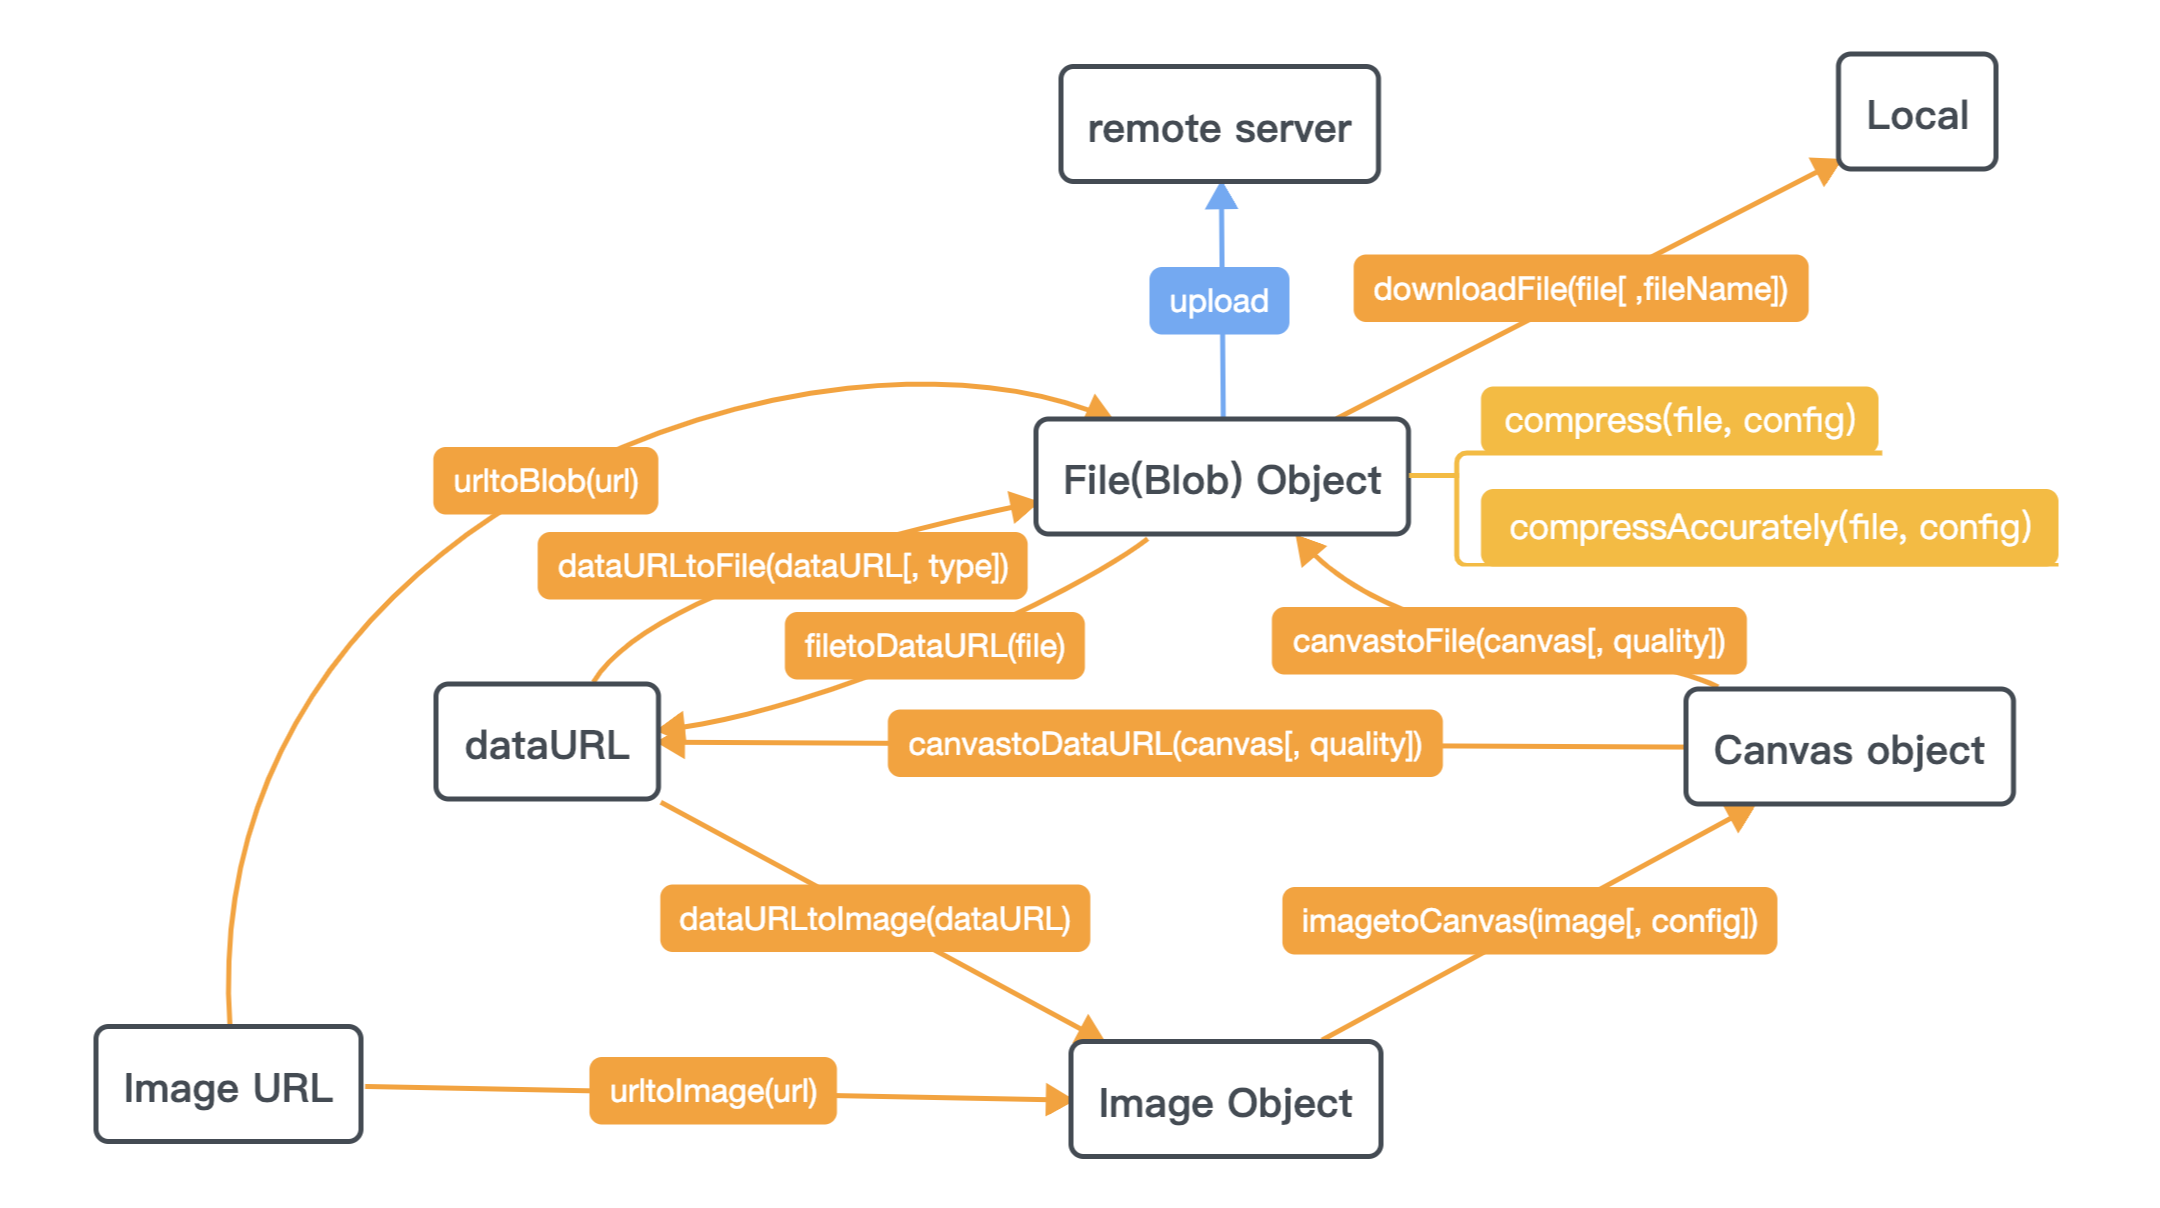 remote server
Local
upload
downloadFile(file[ ,fileName])
compress(file, config)
urltoBlob(url)
File(Blob) Object
compressAccurately(file, config)
dataURLtoFile(dataURL[, type])
filetoDataURL(file)
canvastoFile(canvas[, quality])
dataURL
canvastoDataURL(canvas[, quality])
Canvas object
dataURLtoImage(dataURL)
imagetoCanvas(image[, config])
Image URL
urltoImage(url)
Image Object